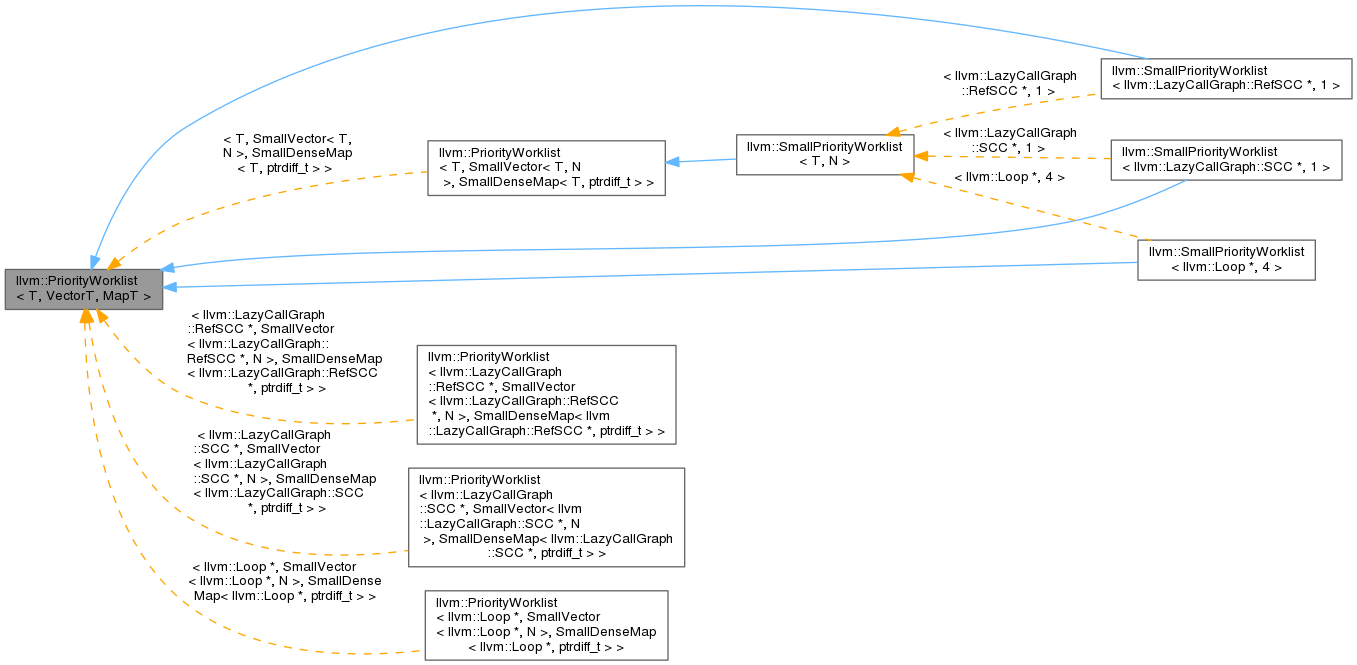 llvm::SmallPriorityWorklist
< llvm::LazyCallGraph::RefSCC *, 1 >
< llvm::LazyCallGraph
::RefSCC *, 1 >
< T, SmallVector< T,
N >, SmallDenseMap
< T, ptrdiff_t > >
llvm::PriorityWorklist
< T, SmallVector< T, N
>, SmallDenseMap< T, ptrdiff_t > >
llvm::SmallPriorityWorklist
< T, N >
< llvm::LazyCallGraph
::SCC *, 1 >
llvm::SmallPriorityWorklist
< llvm::LazyCallGraph::SCC *, 1 >
< llvm::Loop *, 4 >
llvm::SmallPriorityWorklist
< llvm::Loop *, 4 >
llvm::PriorityWorklist
< T, VectorT, MapT >
< llvm::LazyCallGraph
::RefSCC *, SmallVector
< llvm::LazyCallGraph::
RefSCC *, N >, SmallDenseMap
< llvm::LazyCallGraph::RefSCC
*, ptrdiff_t > >
llvm::PriorityWorklist
< llvm::LazyCallGraph
::RefSCC *, SmallVector
< llvm::LazyCallGraph::RefSCC
*, N >, SmallDenseMap< llvm
::LazyCallGraph::RefSCC *, ptrdiff_t > >
< llvm::LazyCallGraph
::SCC *, SmallVector
< llvm::LazyCallGraph
::SCC *, N >, SmallDenseMap
< llvm::LazyCallGraph::SCC
*, ptrdiff_t > >
llvm::PriorityWorklist
< llvm::LazyCallGraph
::SCC *, SmallVector< llvm
::LazyCallGraph::SCC *, N
>, SmallDenseMap< llvm::LazyCallGraph
::SCC *, ptrdiff_t > >
< llvm::Loop *, SmallVector
< llvm::Loop *, N >, SmallDense
Map< llvm::Loop *, ptrdiff_t > >
llvm::PriorityWorklist
< llvm::Loop *, SmallVector
< llvm::Loop *, N >, SmallDenseMap
< llvm::Loop *, ptrdiff_t > >